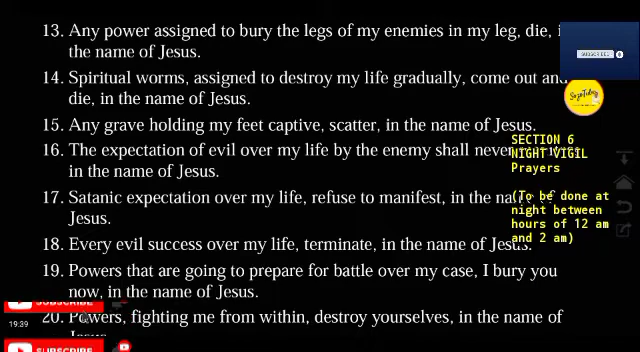 13. Any power assigned to bury the legs of my enemies in my leg, die,
the name of Jesus.
14. Spiritual worms, assigned to destroy my life gradually, come out and
die, in the name of Jesus.
15. Any grave holding my feet captive, scatter, in the name of Jesus.
16. The expectation of evil over my life by the enemy shall never
in the name of Jesus.
17. Satanic expectation over my life, refuse to manifest, in the name of
Jesus.
18. Every evil success over my life, terminate, in the name of Jesus.
19. Powers that are going to prepare for battle over my case, I bury you
now, in the name of Jesus.
20. Powers, fighting me from within, destroy yourselves, in the name of
Jesus.
SUBSCRIBE
SECTION 6
NIGHT VIGIL
Prayers
(To be done at
night between
hours of 12 am
and 2 am)
SUBSCRIBE
19:39
SUBSCRIBE